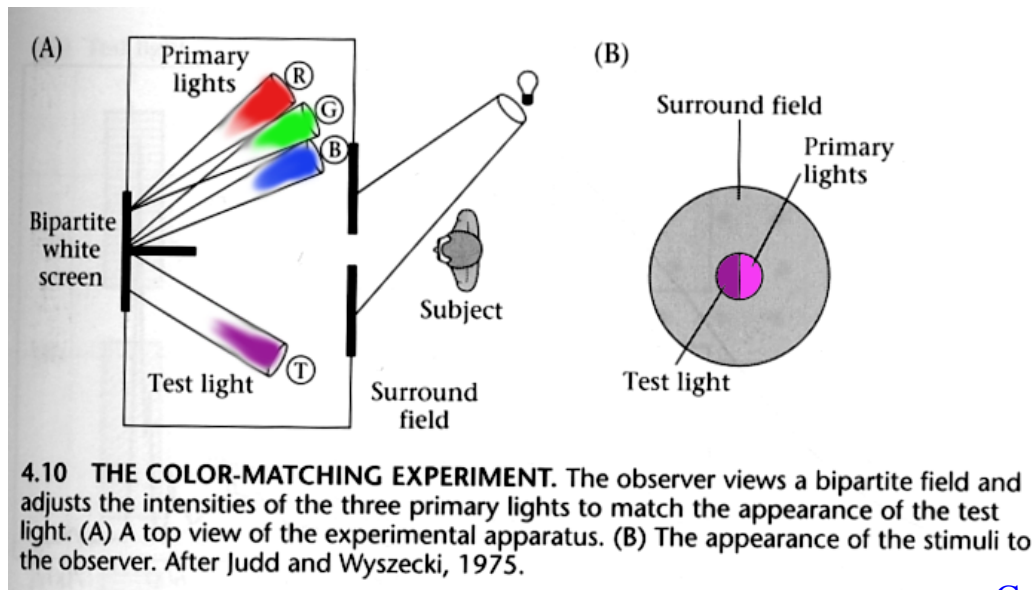 (A)
Primary
lights
R
G
B
Bipartite
white
screen
Subject
Test light
T
Surround
field
(B)
Surround field
Primary
lights
Test light
4.10 THE COLOR-MATCHING EXPERIMENT. The observer views a bipartite field and
adjusts the intensities of the three primary lights to match the appearance of the test
light. (A) A top view of the experimental apparatus. (B) The appearance of the stimuli to
the observer. After Judd and Wyszecki, 1975.